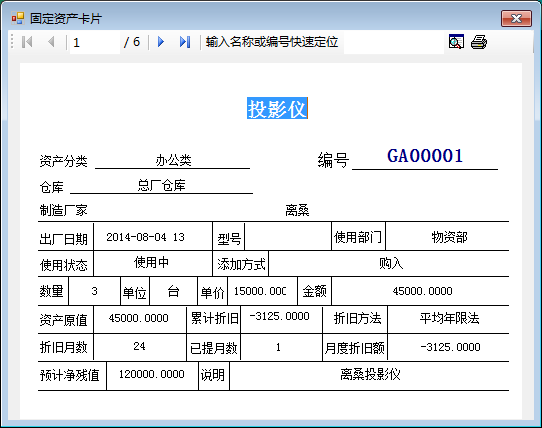 固定资产卡片
1 / 6 输入名称或编号快速定位
投影仪
资产分类 办公类 编号 GA00001
仓库 总厂仓库
制造厂家 离桑
出厂日期 2014-08-04 13 型号 使用部门 物资部
使用状态 使用中 添加方式 购入
数量 3 单位 台 单价 15000.000 金额 45000.0000
资产原值 45000.0000 累计折旧 -3125.0000 折旧方法 平均年限法
折旧月数 24 已提月数 1 月度折旧额 -3125.0000
预计净残值 120000.0000 说明 离桑投影仪